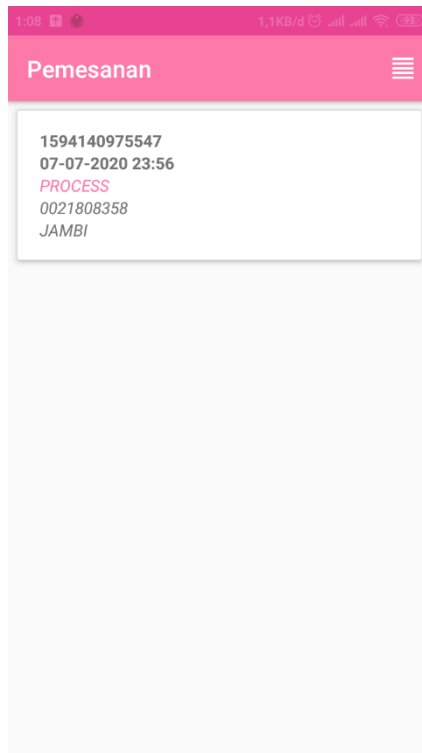 1:08 1,1KB/d 93
Pemesanan
1594140975547
07-07-2020 23:56
PROCESS
0021808358
JAMBI